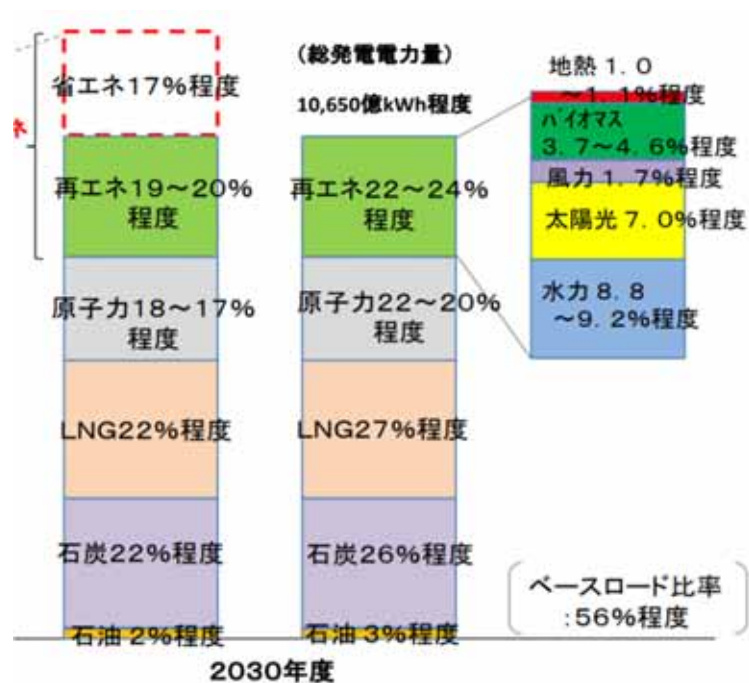 省エネ17%程度
再エネ19～20%
程度
原子力18～17%
程度
LNG22%程度
石炭22%程度
石油 2%程度
(総発電電力量)
10,650億kWh程度
再エネ22～24%
程度
原子力22～20%
程度
LNG27%程度
石炭26%程度
石油 3%程度
地熱 1.0
～1.1%程度
バイオマス
3.7～4.6%程度
風力 1.7%程度
太陽光 7.0%程度
水力 8.8
～9.2%程度
ベースロード比率
:56%程度
2030年度